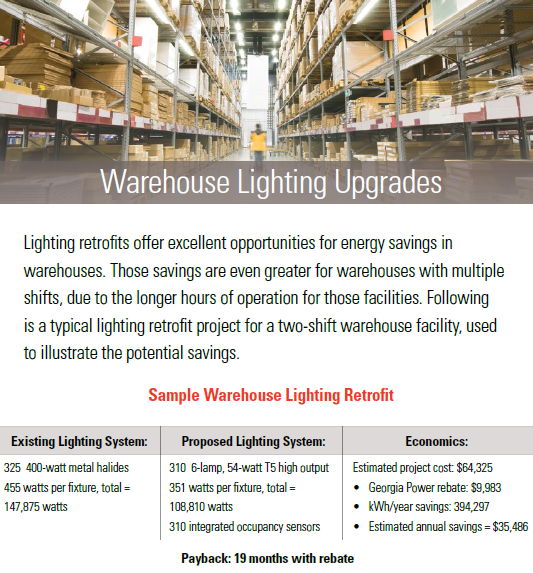 Warehouse Lighting Upgrades
Lighting retrofits offer excellent opportunities for energy savings in
warehouses. Those savings are even greater for warehouses with multiple
shifts, due to the longer hours of operation for those facilities. Following
is a typical lighting retrofit project for a two-shift warehouse facility, used
to illustrate the potential savings.
Sample Warehouse Lighting Retrofit
Existing Lighting System:
325 400-watt metal halides
455 watts per fixture, total =
147,875 watts
Proposed Lighting System:
310 6-lamp, 54-watt T5 high output
351 watts per fixture, total =
108,810 watts
310 integrated occupancy sensors
Economics:
Estimated project cost: $64,325
• Georgia Power rebate: $9,983
• kWh/year savings: 394,297
• Estimated annual savings = $35,486
Payback: 19 months with rebate